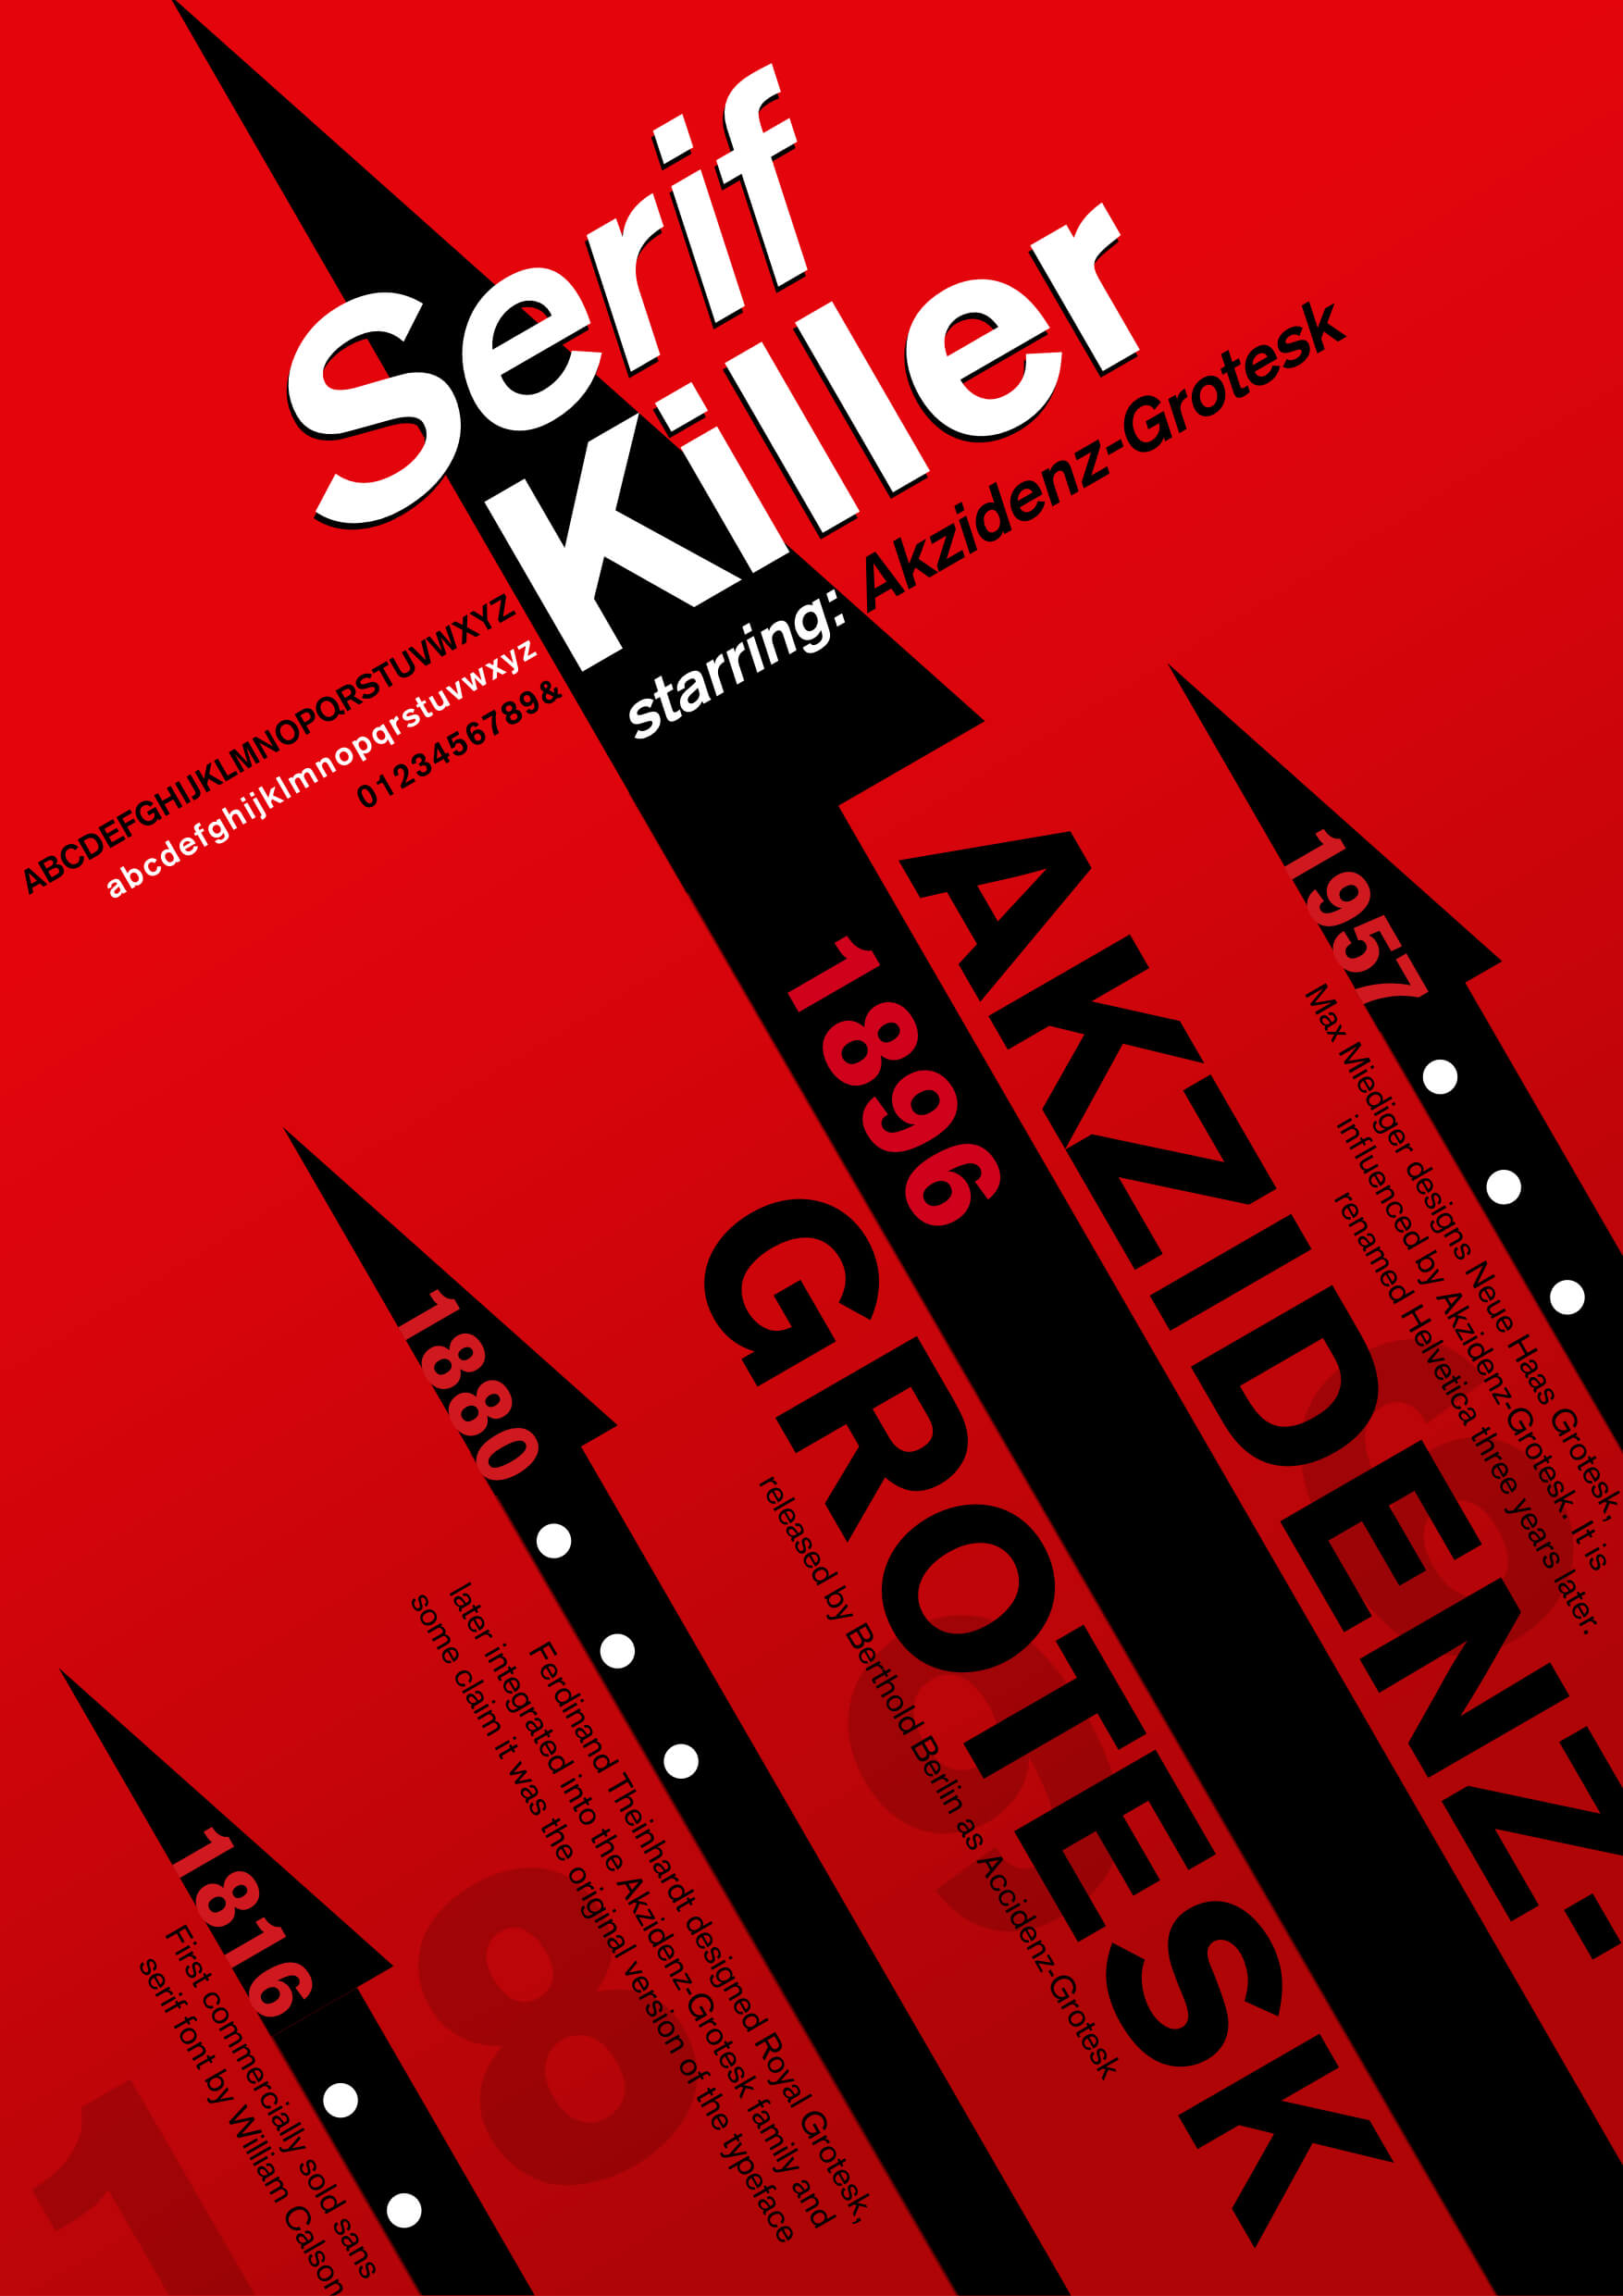 Serif
Killer
starring: Akzidenz-Grotesk
ABCDEFGHIJKLMNOPQRSTUVWXYZ
abcdefghijklmnopqrstuvwxyz
0123456789&
1957
Max Miedinger designs Neue Haas Grotesk,
influenced by Akzidenz-Grotesk. It is
renamed Helvetica three years later.
AKZIDENZ-
1896
GROTESK
released by Berthold Berlin as Accidenz-Grotesk
1880
Ferdinand Theinhardt designed Royal Grotesk,
later integrated into the Akzidenz-Grotesk family and
some claim it was the original version of the typeface
1816
First commercially sold sans
serif font by William Calson
1896